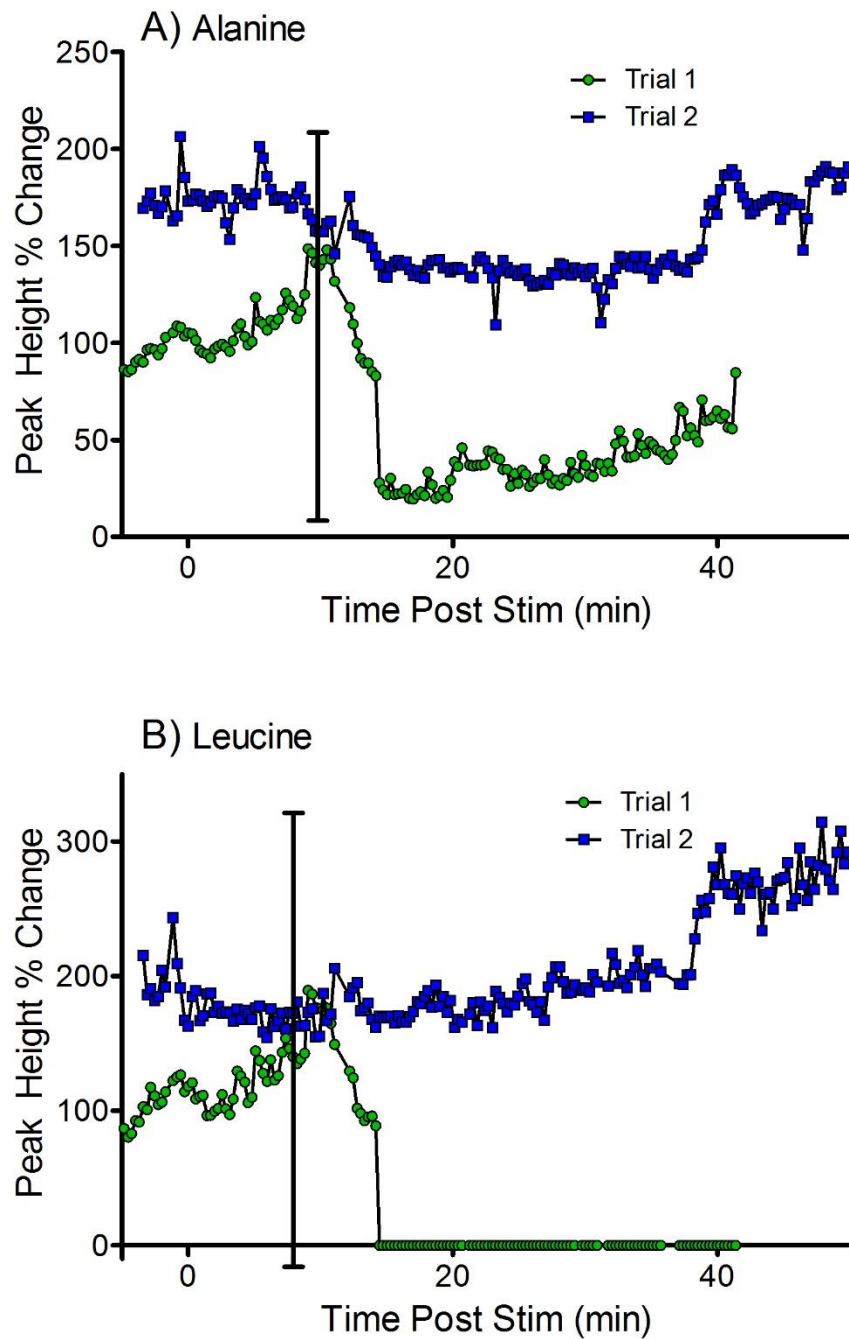 A) Alanine
250
200
150
100
50
0
Peak Height % Change
Trial 1
Trial 2
0 20 40
Time Post Stim (min)
B) Leucine
300
200
100
0
Peak Height % Change
Trial 1
Trial 2
0 20 40
Time Post Stim (min)